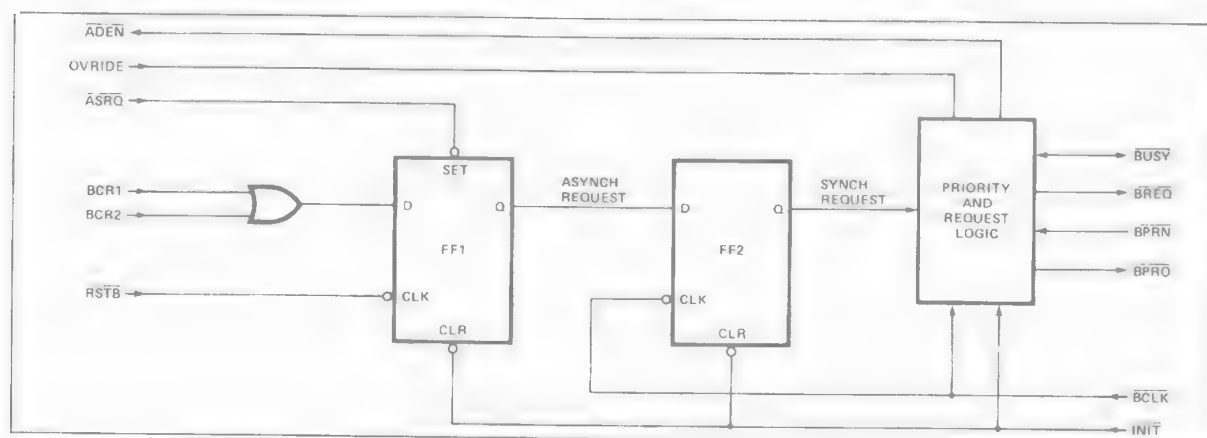 ADEN
OVRIDE
ASRQ
BCR1
BCR2
RSTB
SET
D
Q
FF1
CLK
CLR
ASYNCH
REQUEST
D
Q
FF2
CLK
CLR
SYNCH
REQUEST
PRIORITY
AND
REQUEST
LOGIC
BUSY
BREQ
BPRN
BPRO
BCLK
INIT